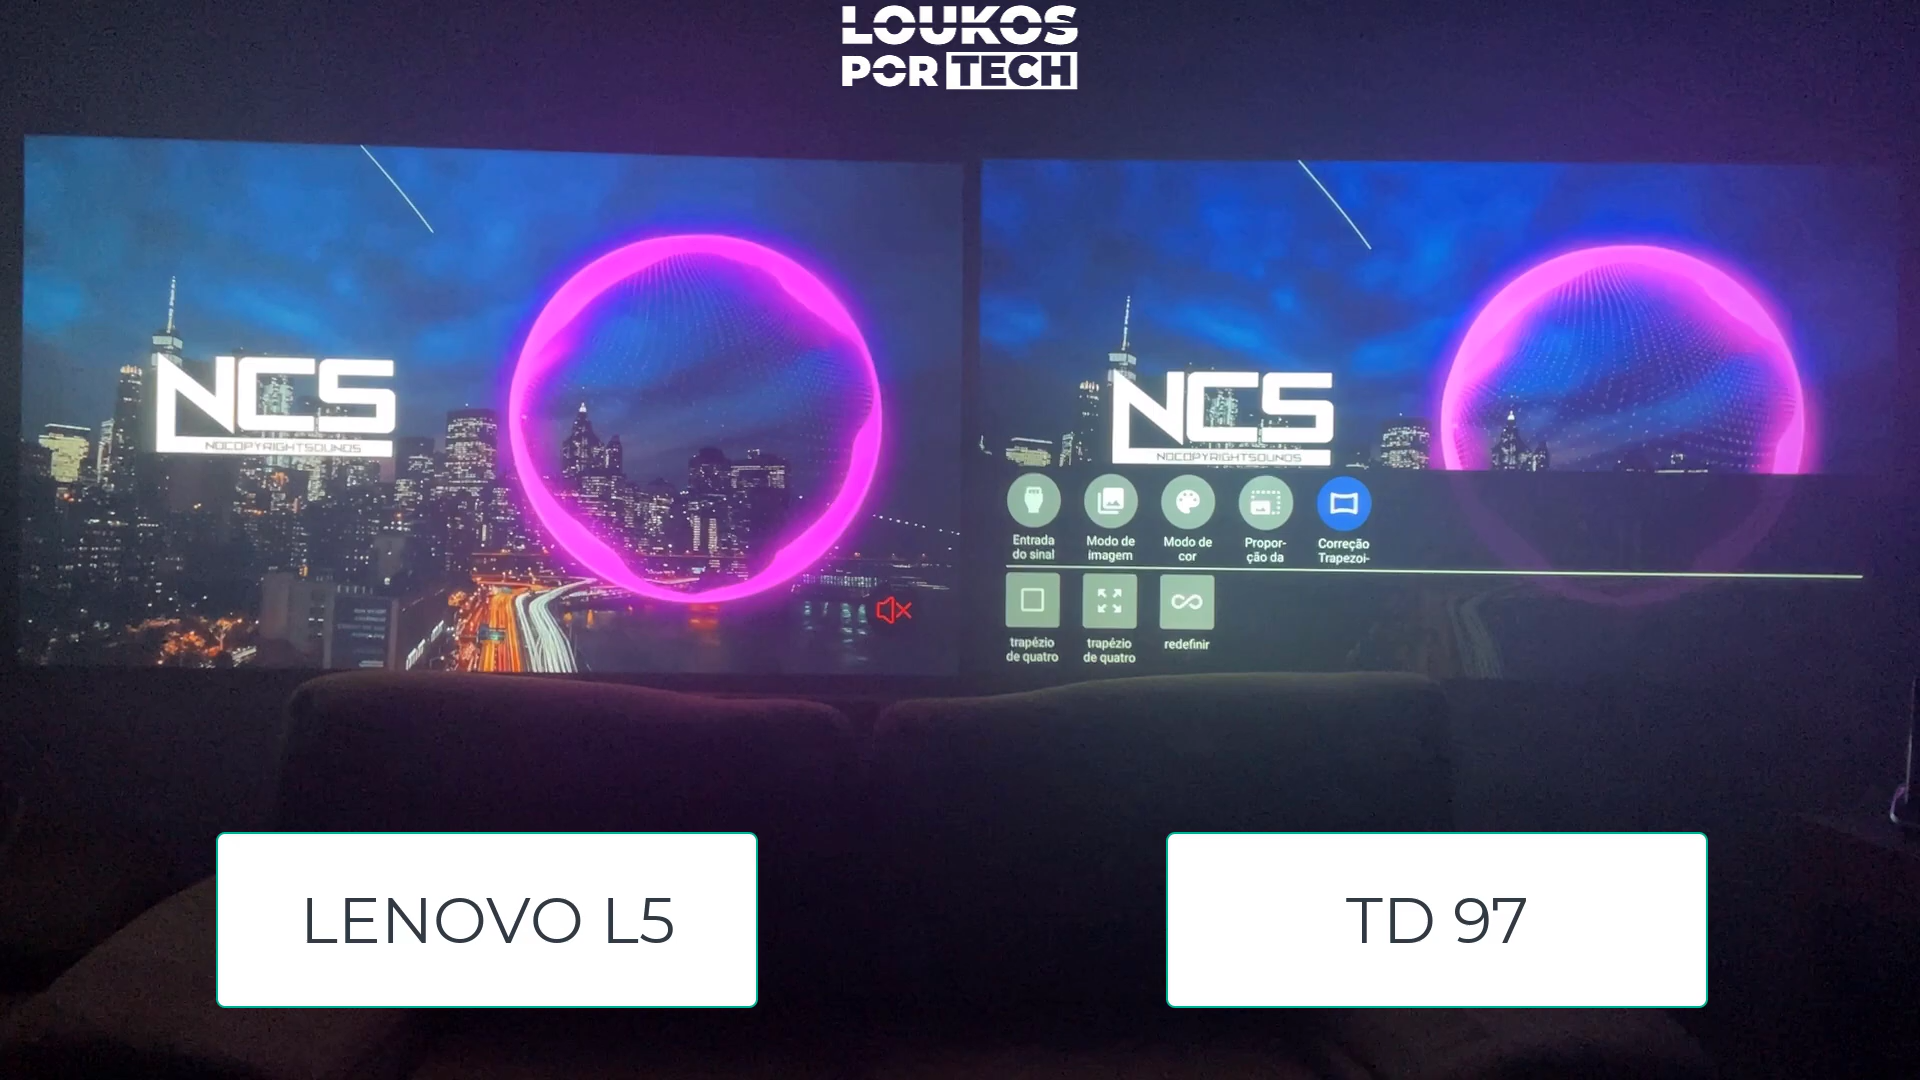 LOUKOS
POR TECH
NCS
NOCOPYRIGHTSOUNDS
NCS
NOCOPYRIGHTSOUNDS
Entrada
do sinal
Modo de
imagem
Modo de
cor
Propor-
ção da
Correção
Trapezoi-
trapézio
de quatro
trapézio
de quatro
redefinir
LENOVO L5
TD 97